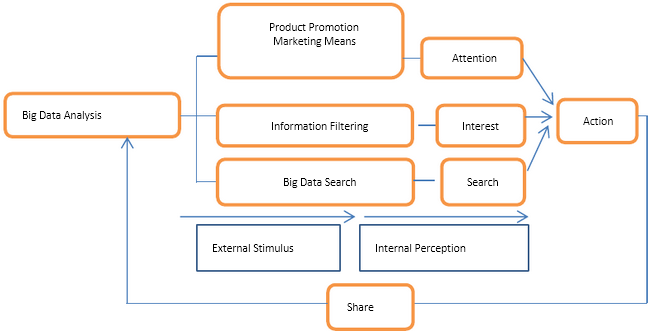 Product Promotion
Marketing Means
Attention
Big Data Analysis
Information Filtering
Interest
Action
Big Data Search
Search
External Stimulus
Internal Perception
Share